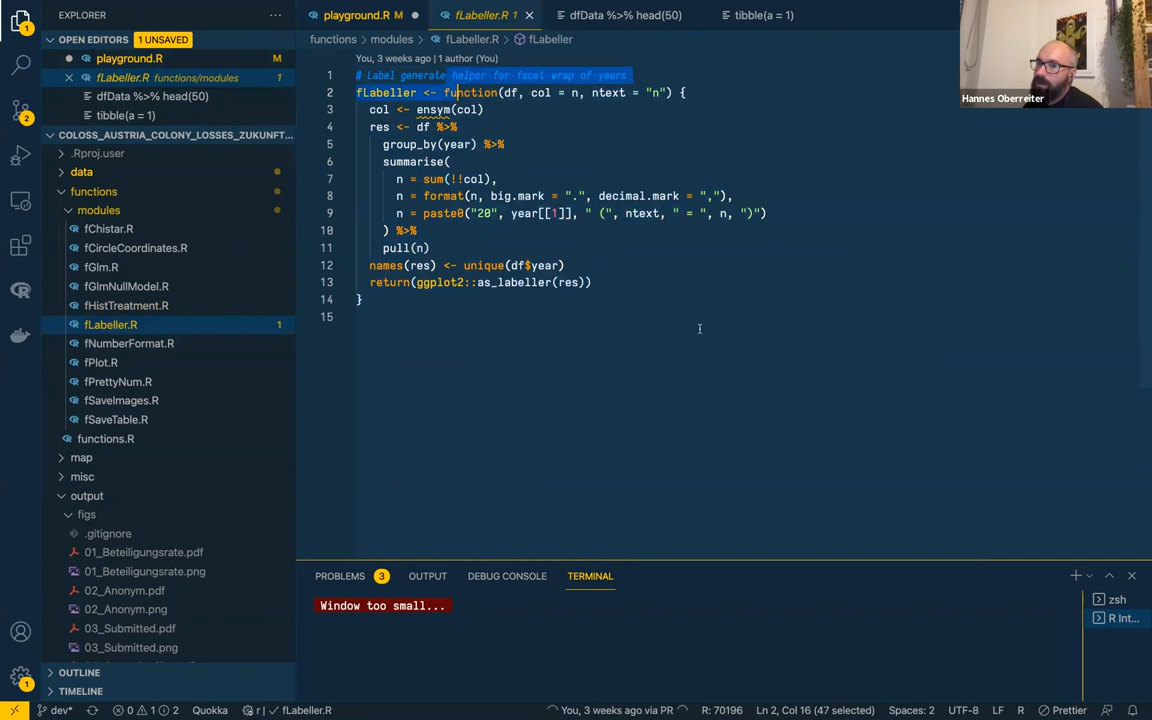 EXPLORER
...
playground.R M
fLabeller.R 1
dfData %>% head(50)
tibble(a = 1)
1
OPEN EDITORS
1 UNSAVED
functions > modules > fLabeller.R > fLabeller
playground.R M
fLabeller.R functions/modules 1
dfData %>% head(50)
tibble(a = 1)
You, 3 weeks ago | 1 author (You)
1 # Label generate helper for facet wrap of years
2 fLabeller <- function(df, col = n, ntext = "n") {
3 col <- ensym(col)
4 res <- df %>%
5 group_by(year) %>%
6 summarise(
7 n = sum(!!col),
8 n = format(n, big.mark = ".", decimal.mark = ","),
9 n = paste0("20", year[[1]], " (", ntext, " = ", n, ")")
10 ) %>%
11 pull(n)
12 names(res) <- unique(df$year)
13 return(ggplot2::as_labeller(res))
14 }
15
Hannes Oberreiter
2
COLOSS_AUSTRIA_COLONY_LOSSES_ZUKUNFT...
.Rproj.user
data
functions
modules
fChistar.R
fCircleCoordinates.R
fGlm.R
fGlmNullModel.R
fHistTreatment.R
fLabeller.R 1
fNumberFormat.R
fPlot.R
fPrettyNum.R
fSaveImages.R
fSaveTable.R
functions.R
map
misc
output
figs
.gitignore
01_Beteiligungsrate.pdf
01_Beteiligungsrate.png
02_Anonym.pdf
02_Anonym.png
03_Submitted.pdf
03_Submitted.png
OUTLINE
TIMELINE
PROBLEMS 3
OUTPUT
DEBUG CONSOLE
TERMINAL
Window too small...
zsh
R Int...
1
dev*
0 1 2
Quokka
r
fLabeller.R
You, 3 weeks ago via PR
R: 70196
Ln 2, Col 16 (47 selected)
Spaces: 2
UTF-8
LF
R
Prettier